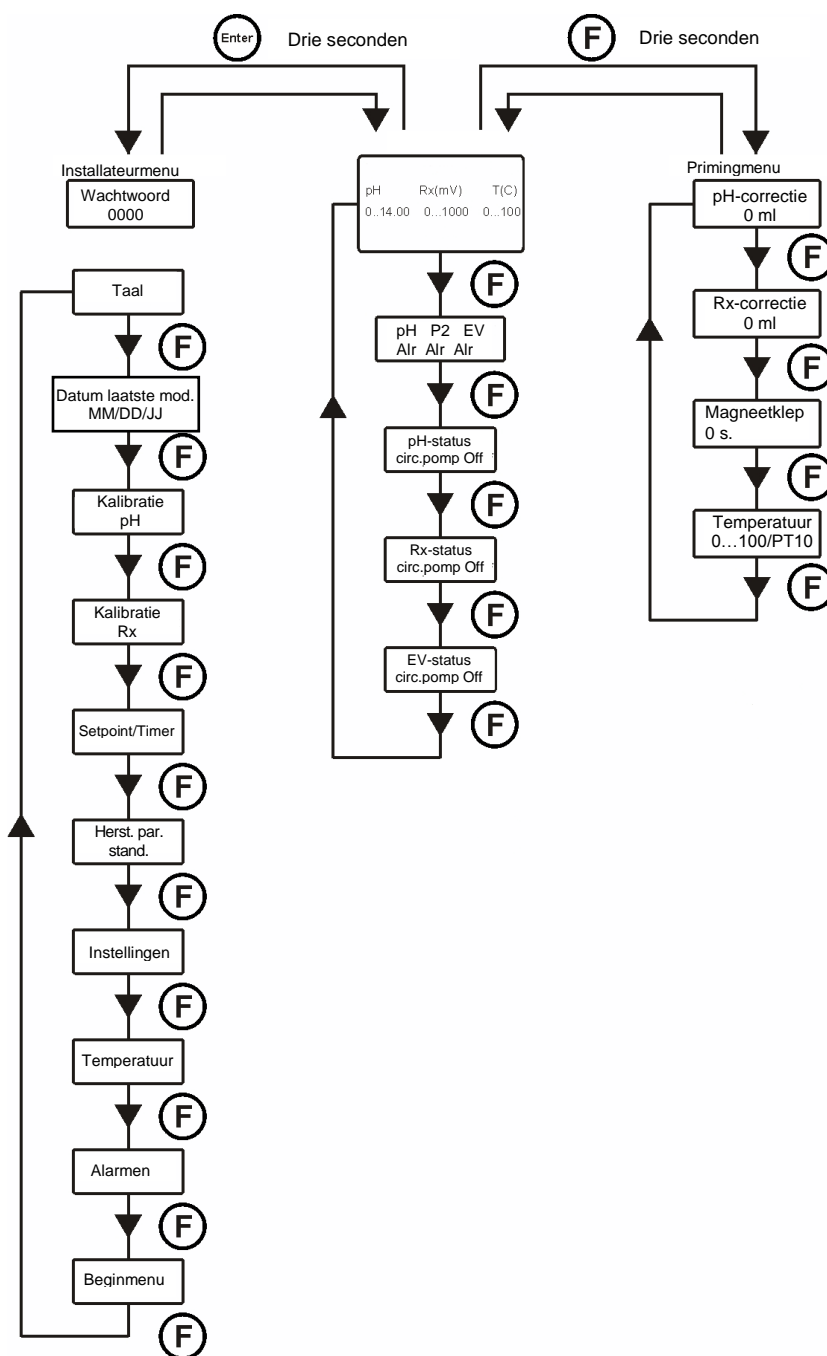 Enter
Drie seconden
F
Drie seconden
Installateurmenu
Wachtwoord
0000
Taal
F
Datum laatste mod.
MM/DD/JJ
F
Kalibratie
pH
F
Kalibratie
Rx
F
Setpoint/Timer
F
Herst. par.
stand.
F
Instellingen
F
Temperatuur
F
Alarmen
F
Beginmenu
F
pH Rx(mV) T(C)
0..14.00 0...1000 0...100
F
pH P2 EV
Alr Alr Alr
F
pH-status
circ.pomp Off
F
Rx-status
circ.pomp Off
F
EV-status
circ.pomp Off
F
Primingmenu
pH-correctie
0 ml
F
Rx-correctie
0 ml
F
Magneetklep
0 s.
F
Temperatuur
0...100/PT10
F